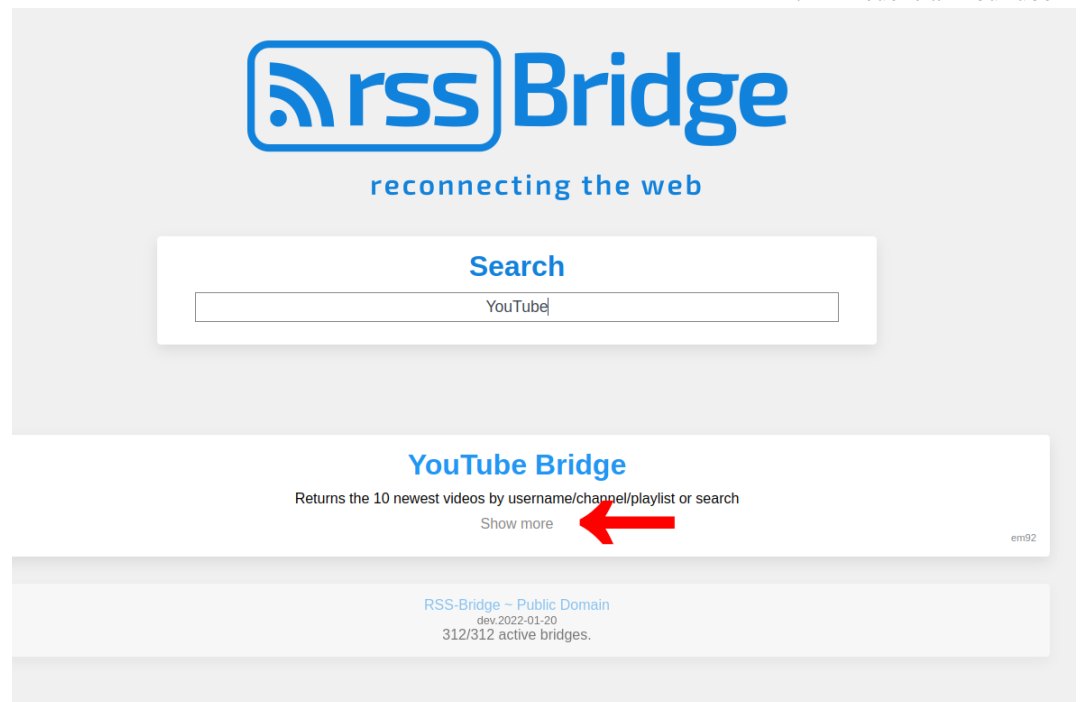 rss Bridge
reconnecting the web
Search
YouTube
YouTube Bridge
Returns the 10 newest videos by username/channel/playlist or search
Show more
em92
RSS-Bridge ~ Public Domain
dev.2022-01-20
312/312 active bridges.